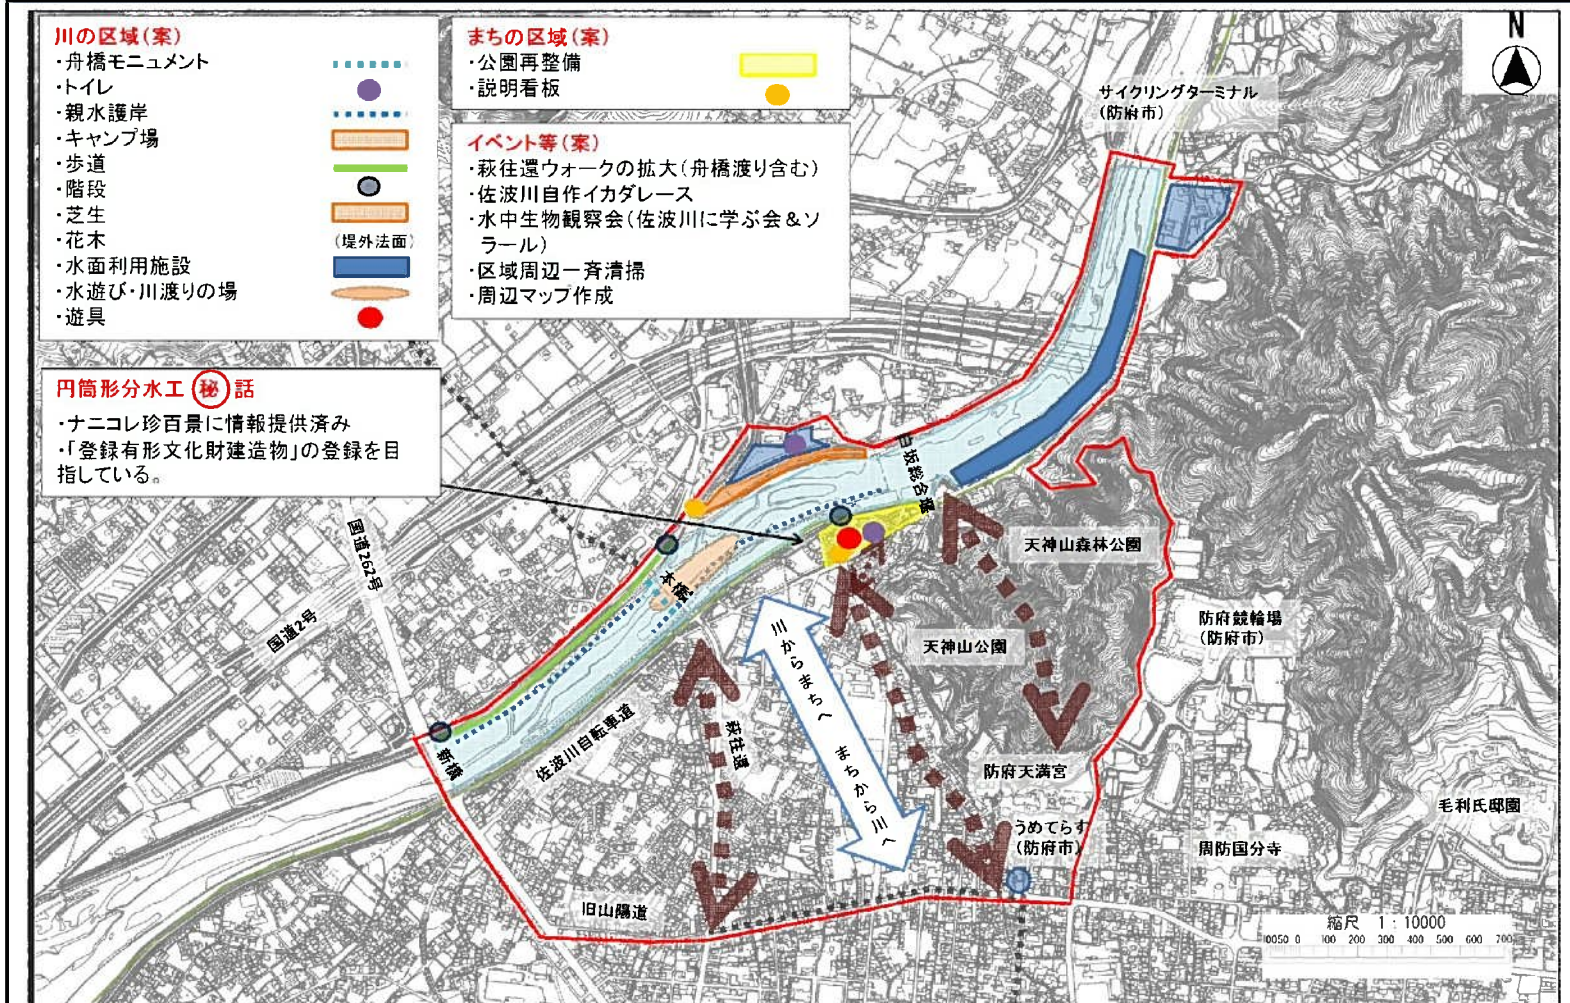 川の区域(案)
・舟橋モニュメント
・トイレ
・親水護岸
・キャンプ場
・歩道
・階段
・芝生
・花木 (堤外法面)
・水面利用施設
・水遊び・川渡りの場
・遊具
まちの区域(案)
・公園再整備
・説明看板
イベント等(案)
・萩往還ウォークの拡大(舟橋渡り含む)
・佐波川自作イカダレース
・水中生物観察会(佐波川に学ぶ会&ソ
ラール)
・区域周辺一斉清掃
・周辺マップ作成
円筒形分水工 秘 話
・ナニコレ珍百景に情報提供済み
・「登録有形文化財建造物」の登録を目
指している。
N
サイクリングターミナル
(防府市)
国道262号
国道2号
本橋
新橋
佐波川自転車道
萩往還
旧山陽道
川からまちへ まちから川へ
天神山森林公園
天神山公園
防府競輪場
(防府市)
防府天満宮
うめてらす
(防府市)
周防国分寺
毛利氏邸園
縮尺 1:10000
0050 0 100 200 300 400 500 600 700